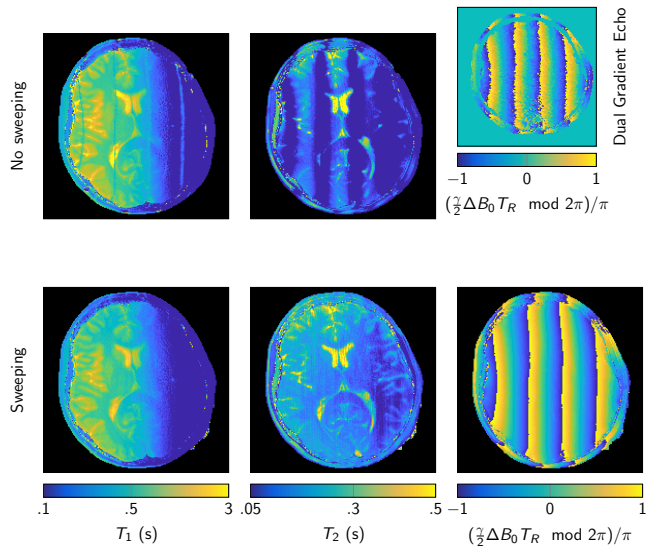 No sweeping
Dual Gradient Echo
−1 0 1
(γ/2 ΔB₀T_R mod 2π)/π
Sweeping
.1 .5 3
T₁ (s)
.05 .3 .5
T₂ (s)
−1 0 1
(γ/2 ΔB₀T_R mod 2π)/π